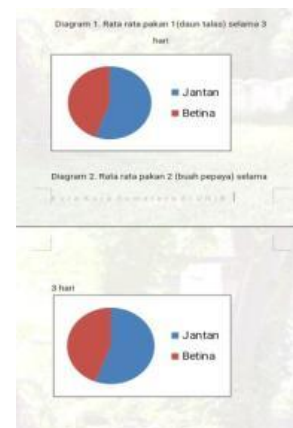 Diagram 1. Rata rata pakan 1(daun talas) selama 3
hari
Jantan
Betina
Diagram 2. Rata rata pakan 2 (buah pepaya) selama
3 hari
Jantan
Betina